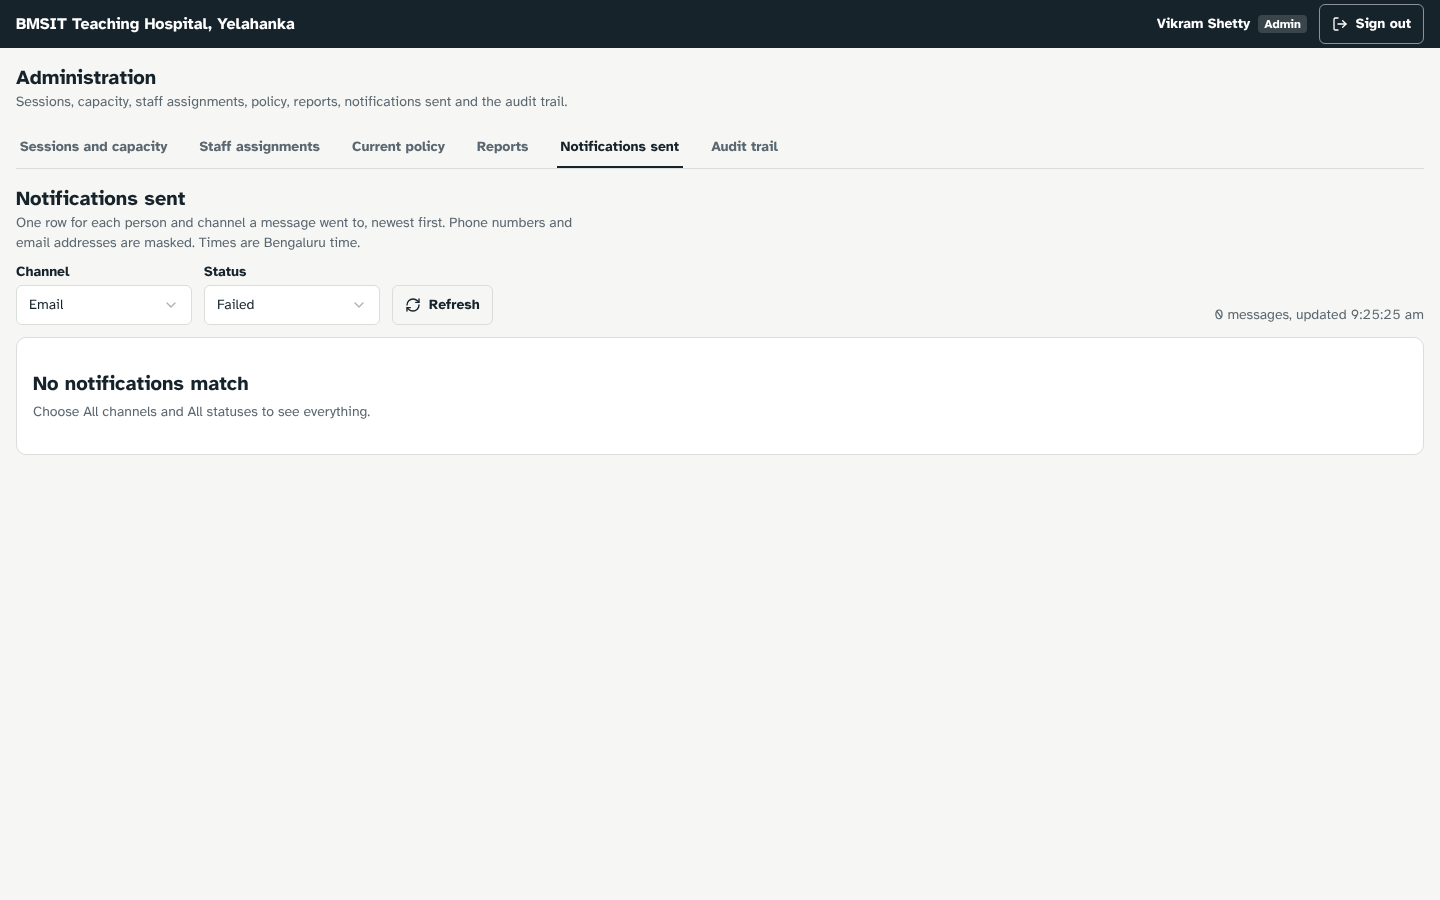 BMSIT Teaching Hospital, Yelahanka
Vikram Shetty Admin Sign out
Administration
Sessions, capacity, staff assignments, policy, reports, notifications sent and the audit trail.
Sessions and capacity Staff assignments Current policy Reports Notifications sent Audit trail
Notifications sent
One row for each person and channel a message went to, newest first. Phone numbers and
email addresses are masked. Times are Bengaluru time.
Channel Status
Email Failed Refresh
0 messages, updated 9:25:25 am
No notifications match
Choose All channels and All statuses to see everything.